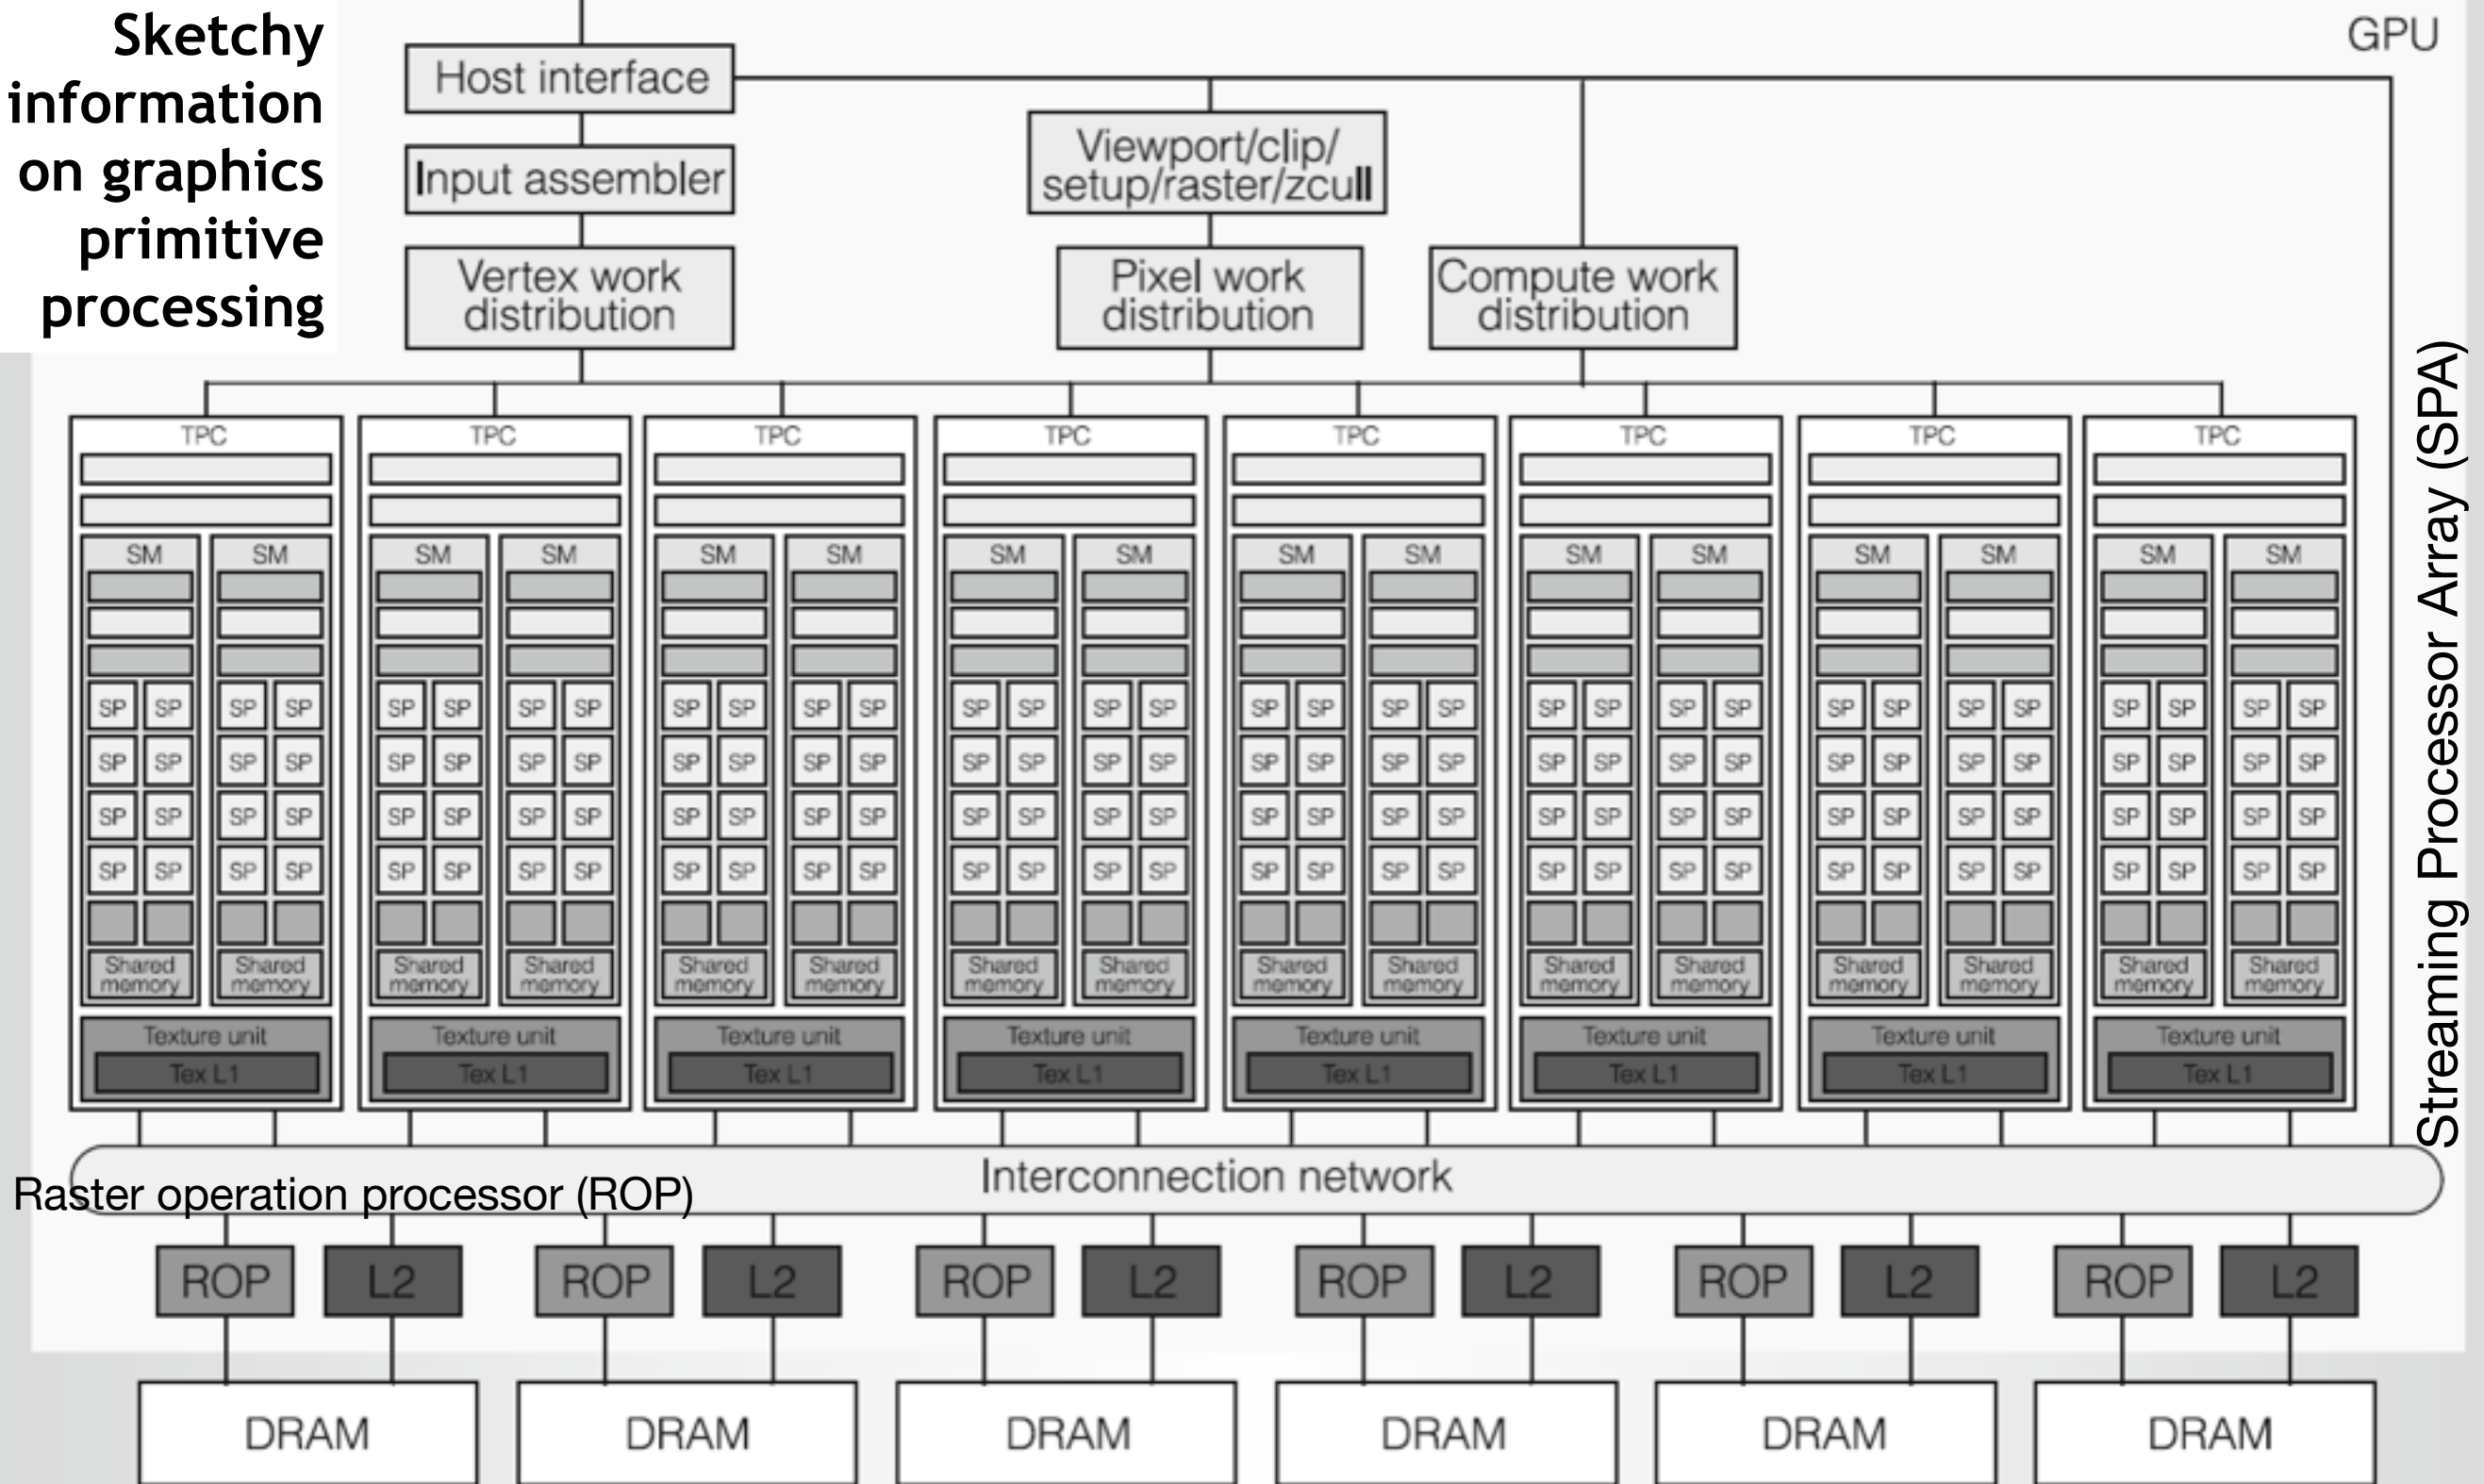 Sketchy
information
on graphics
primitive
processing
GPU
Host interface
Input assembler
Vertex work
distribution
Viewport/clip/
setup/raster/zcull
Pixel work
distribution
Compute work
distribution
Streaming Processor Array (SPA)
TPC TPC TPC TPC TPC TPC TPC TPC
SM SM SM SM SM SM SM SM SM SM SM SM SM SM SM SM
SP SP SP SP SP SP SP SP SP SP SP SP SP SP SP SP SP SP SP SP SP SP SP SP SP SP SP SP SP SP SP SP
SP SP SP SP SP SP SP SP SP SP SP SP SP SP SP SP SP SP SP SP SP SP SP SP SP SP SP SP SP SP SP SP
SP SP SP SP SP SP SP SP SP SP SP SP SP SP SP SP SP SP SP SP SP SP SP SP SP SP SP SP SP SP SP SP
SP SP SP SP SP SP SP SP SP SP SP SP SP SP SP SP SP SP SP SP SP SP SP SP SP SP SP SP SP SP SP SP
Shared Shared Shared Shared Shared Shared Shared Shared Shared Shared Shared Shared Shared Shared Shared Shared
memory memory memory memory memory memory memory memory memory memory memory memory memory memory memory memory
Texture unit Texture unit Texture unit Texture unit Texture unit Texture unit Texture unit Texture unit
Tex L1 Tex L1 Tex L1 Tex L1 Tex L1 Tex L1 Tex L1 Tex L1
Interconnection network
Raster operation processor (ROP)
ROP L2 ROP L2 ROP L2 ROP L2 ROP L2 ROP L2
DRAM DRAM DRAM DRAM DRAM DRAM